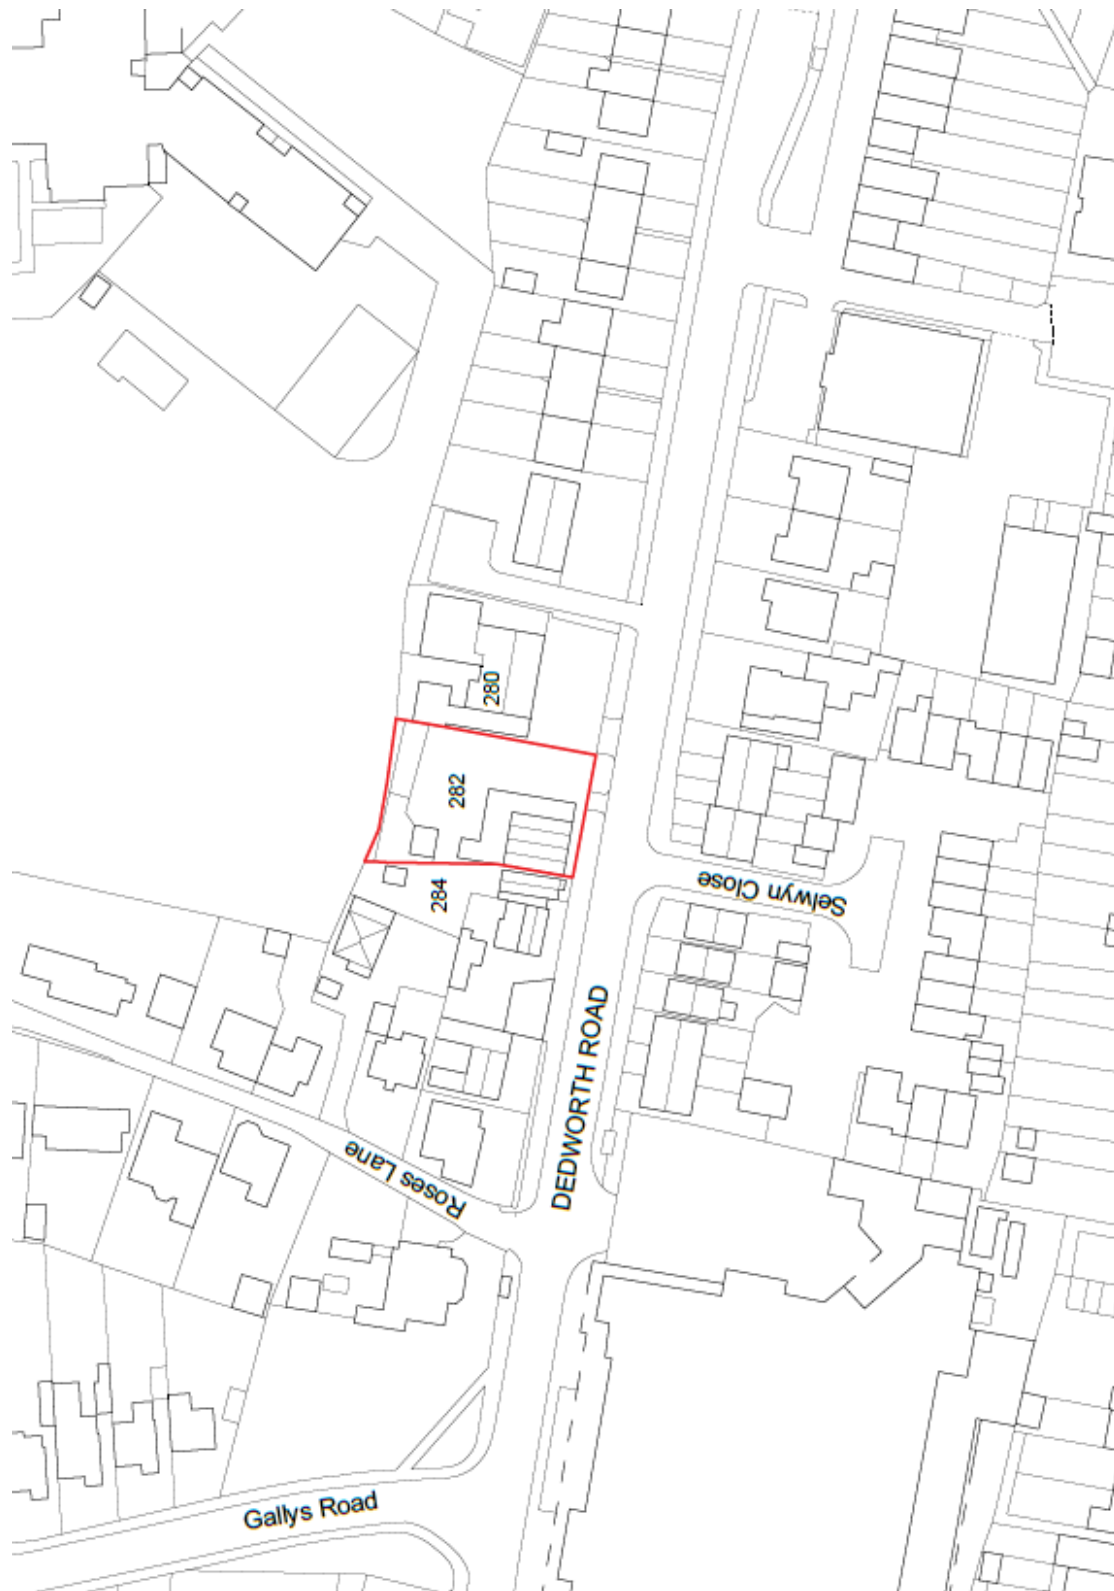 280
282
284
Selwyn Close
DEDWORTH ROAD
Roses Lane
Gallys Road